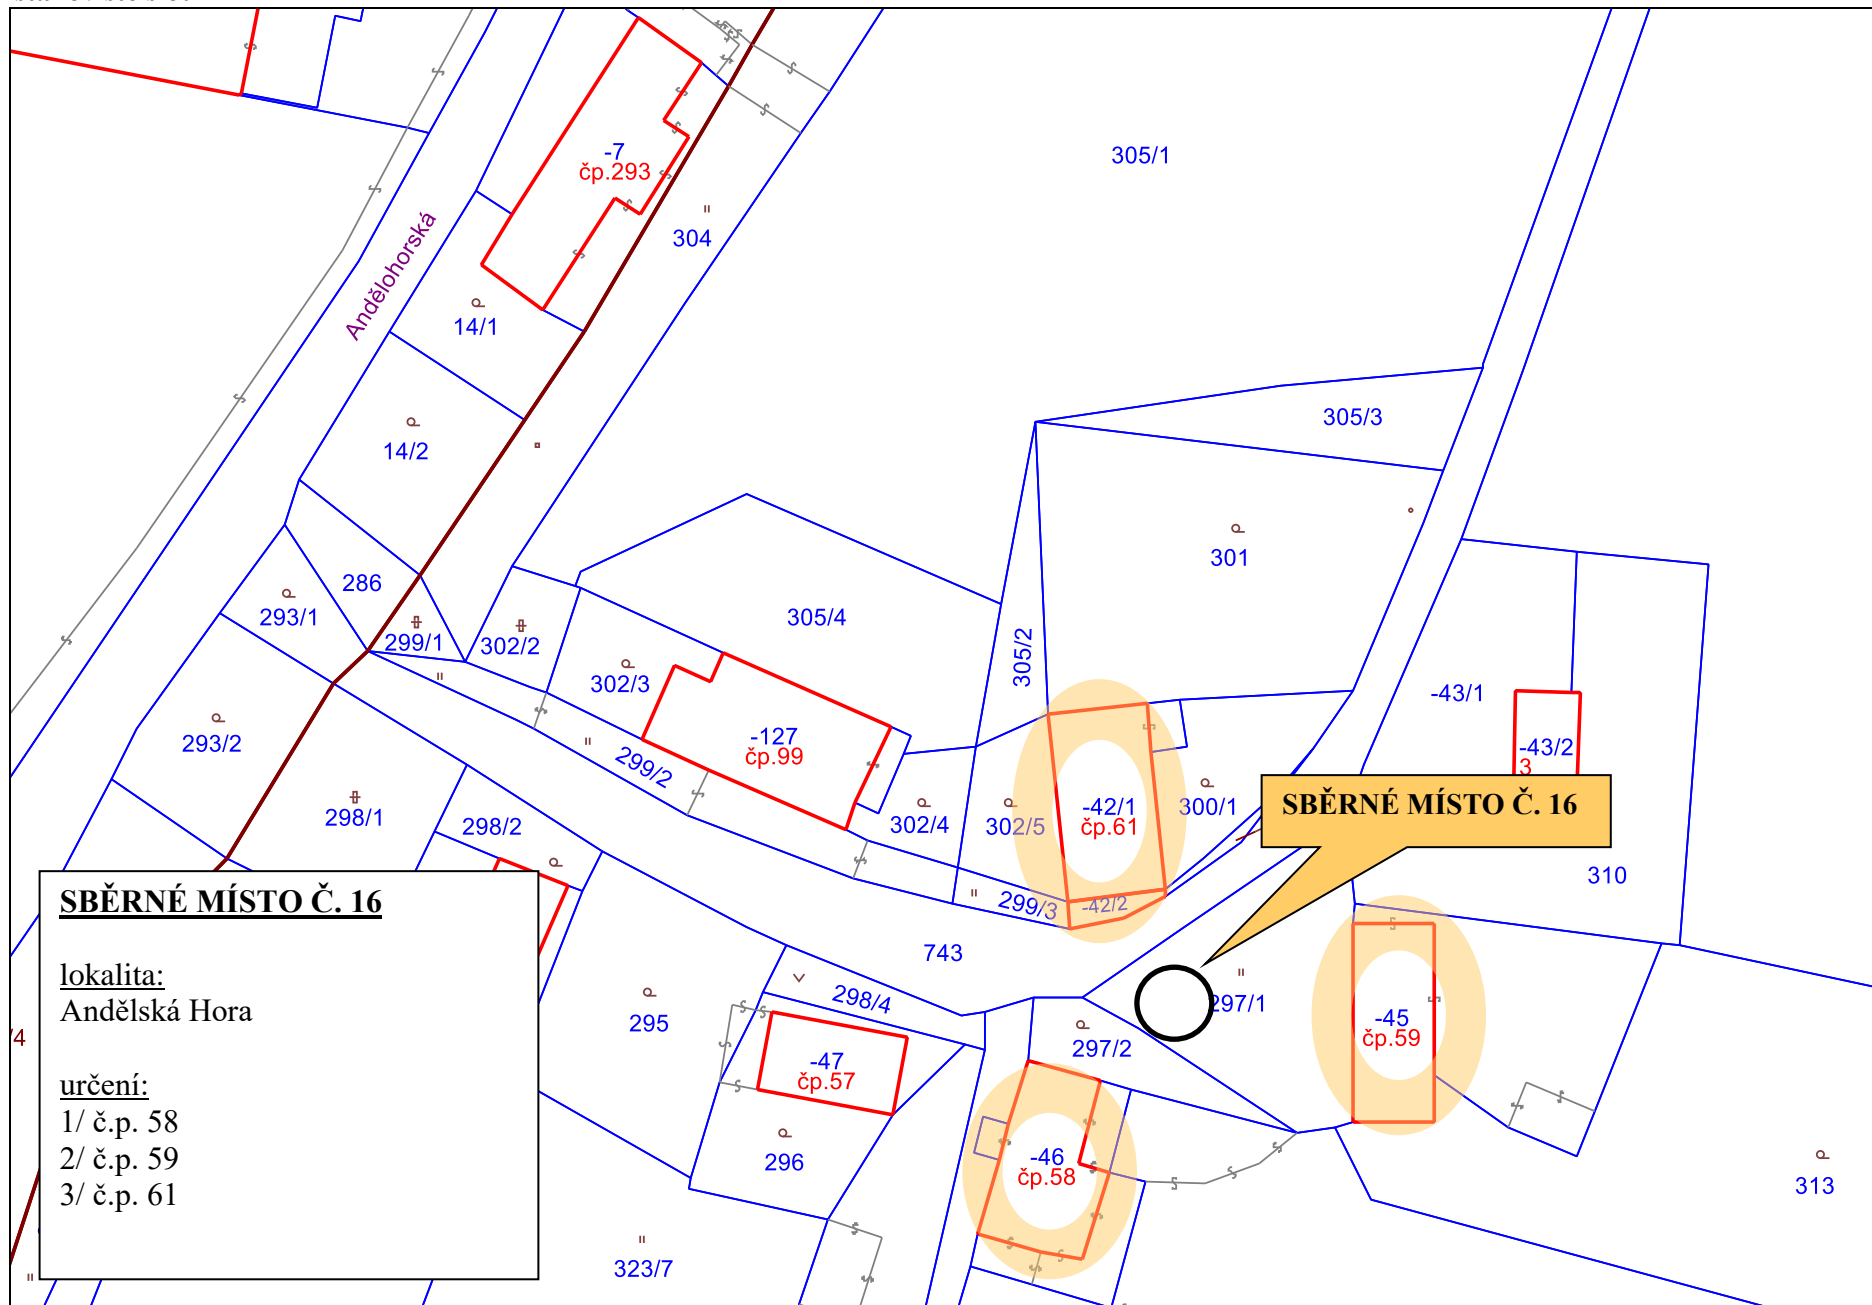 305/1
-7
čp.293
304
Andělohorská
14/1
305/3
14/2
301
286
293/1
299/1
302/2
305/4
305/2
302/3
-43/1
293/2
-127
čp.99
-43/2
3
299/2
SBĚRNÉ MÍSTO Č. 16
-42/1
čp.61
300/1
298/1
298/2
302/4
302/5
310
299/3
-42/2
SBĚRNÉ MÍSTO Č. 16
lokalita:
Andělská Hora
určení:
1/ č.p. 58
2/ č.p. 59
3/ č.p. 61
743
298/4
297/1
295
-45
čp.59
/4
297/2
-47
čp.57
296
-46
čp.58
313
323/7